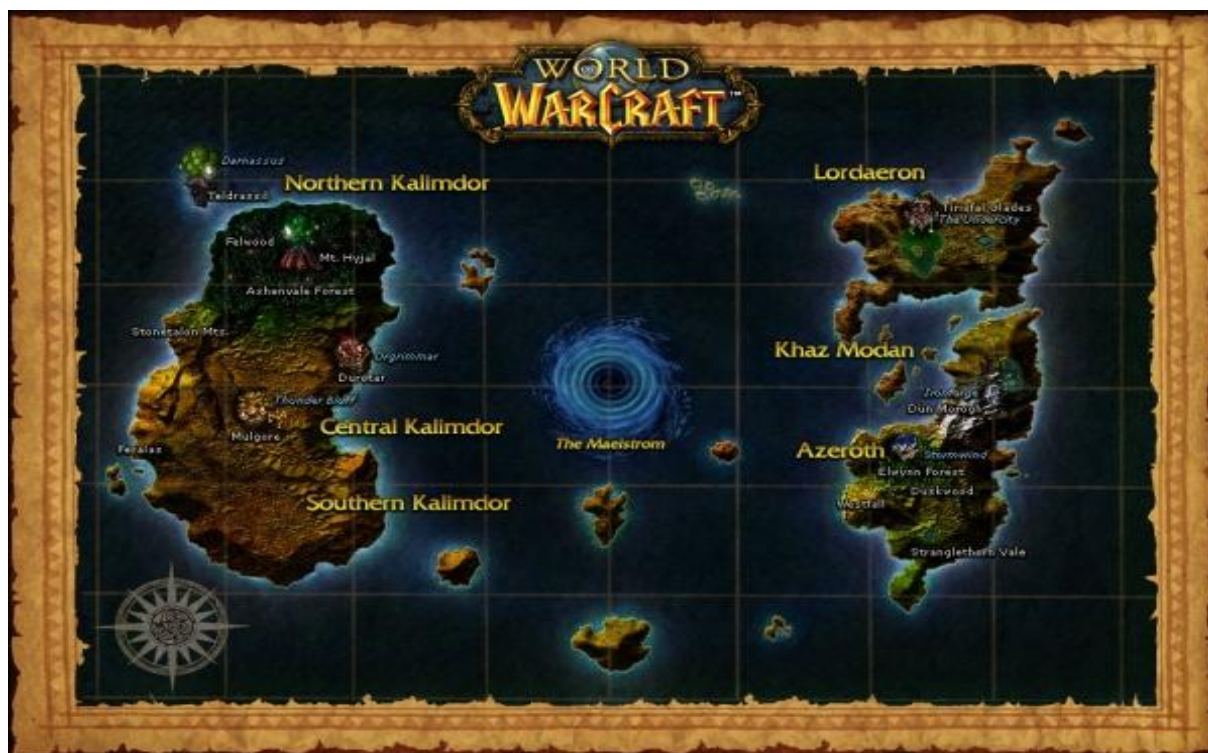 WORLD
OF
WARCRAFT™
Darnassus
Teldrassil
Northern Kalimdor
Felwood
Mt. Hyjal
Ashenvale Forest
Stonetalon Mts.
Orgrimmar
Durotar
Thunder Bluff
Mulgore
Central Kalimdor
Feralas
Southern Kalimdor
The Maelstrom
Lordaeron
Tirisfal Glades
The Undercity
Khaz Modan
Ironforge
Dun Morogh
Azeroth
Stormwind
Elwynn Forest
Duskwood
Westfall
Stranglethorn Vale